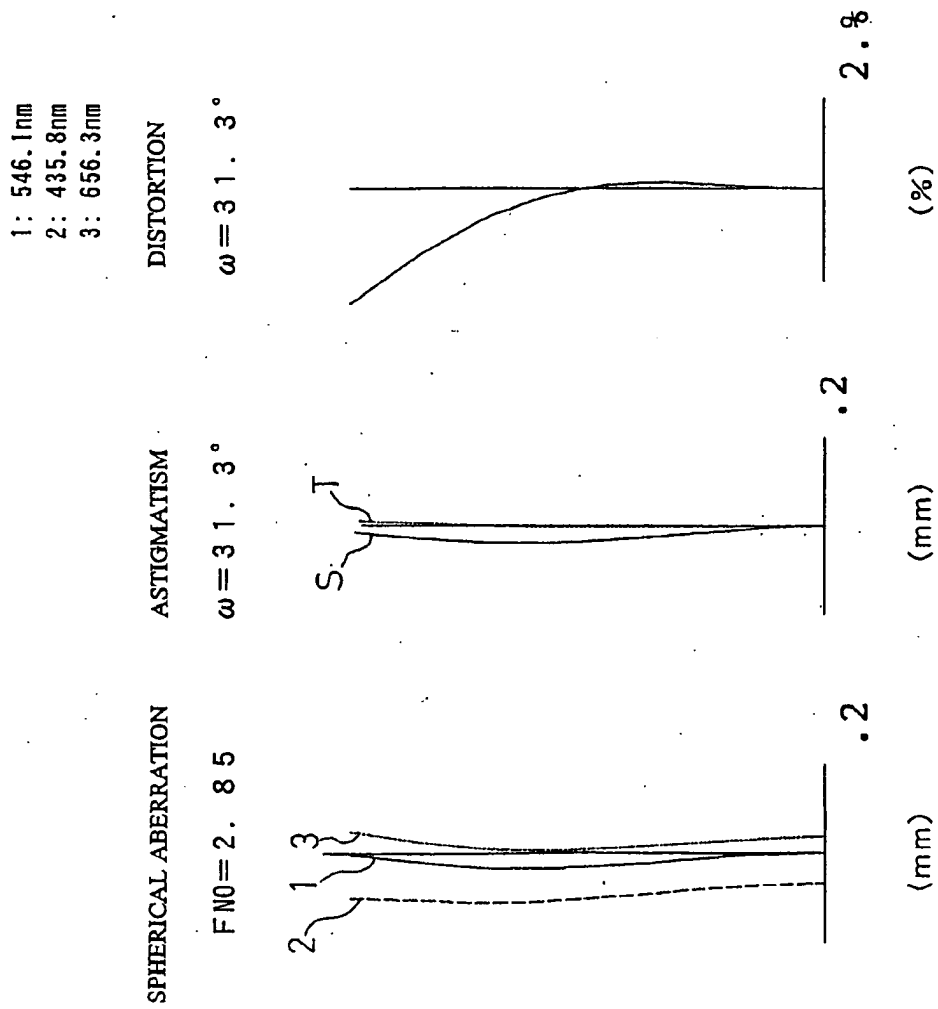 1: 546.1nm
2: 435.8nm
3: 656.3nm
SPHERICAL ABERRATION
FNO=2. 85
2
1
3
.2
(mm)
ASTIGMATISM
ω=31. 3°
S
T
.2
(mm)
DISTORTION
ω=31. 3°
2.%
(%)